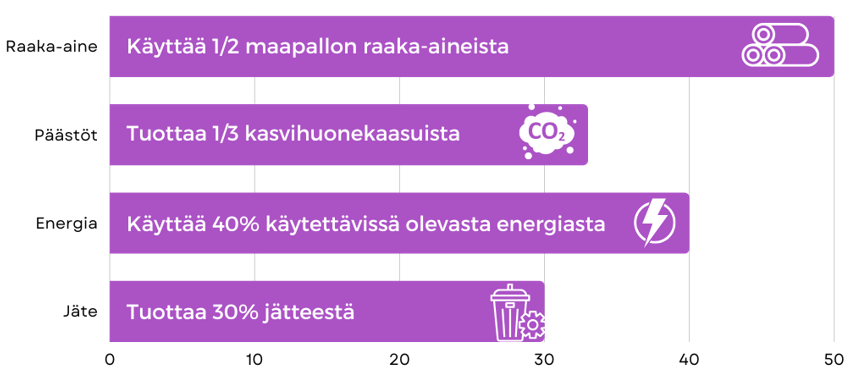 Raaka-aine
Käyttää 1/2 maapallon raaka-aineista
Päästöt
Tuottaa 1/3 kasvihuonekaasuista
CO₂
Energia
Käyttää 40% käytettävissä olevasta energiasta
Jäte
Tuottaa 30% jätteestä
0 10 20 30 40 50